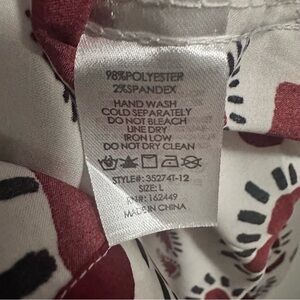 98%POLYESTER
2%SPANDEX
HAND WASH
COLD SEPARATELY
DO NOT BLEACH
LINE DRY
IRON LOW
DO NOT DRY CLEAN
STYLE#: 35274T-12
SIZE: L
RN#: 162449
MADE IN CHINA